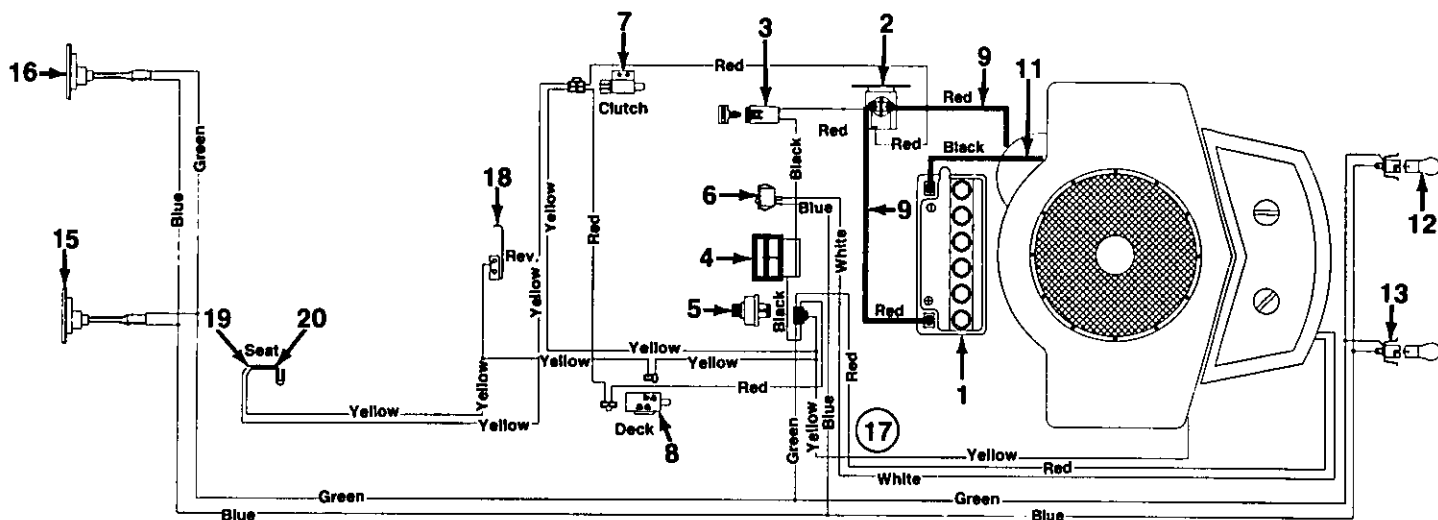 7
3
2
9
11
16
Red
Red
Clutch
Red
Red
Black
Green
Black
18
6
Blue
9
12
Blue
Yellow
Yellow
Red
15
Rev.
4
White
13
5
Black
Red
19
20
Seat
Yellow
Yellow
Yellow
Yellow
Red
Red
1
Yellow
Yellow
Deck
8
Green
Yellow
Blue
17
Yellow
Red
White
Green
Green
Blue
Blue